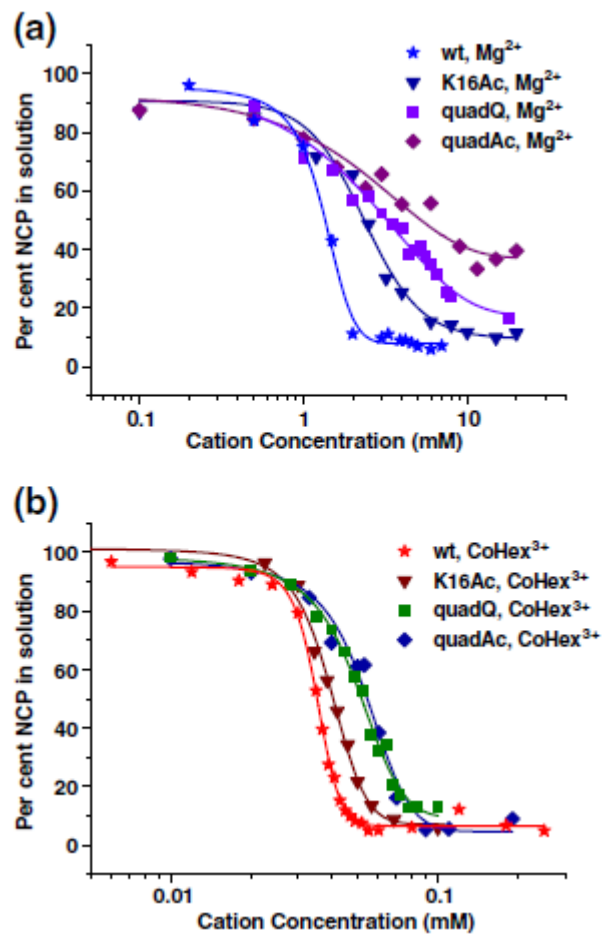 (a)
wt, Mg2+
K16Ac, Mg2+
quadQ, Mg2+
quadAc, Mg2+
Per cent NCP in solution
100
80
60
40
20
0
0.1 1 10
Cation Concentration (mM)
(b)
wt, CoHex3+
K16Ac, CoHex3+
quadQ, CoHex3+
quadAc, CoHex3+
Per cent NCP in solution
100
80
60
40
20
0
0.01 0.1
Cation Concentration (mM)